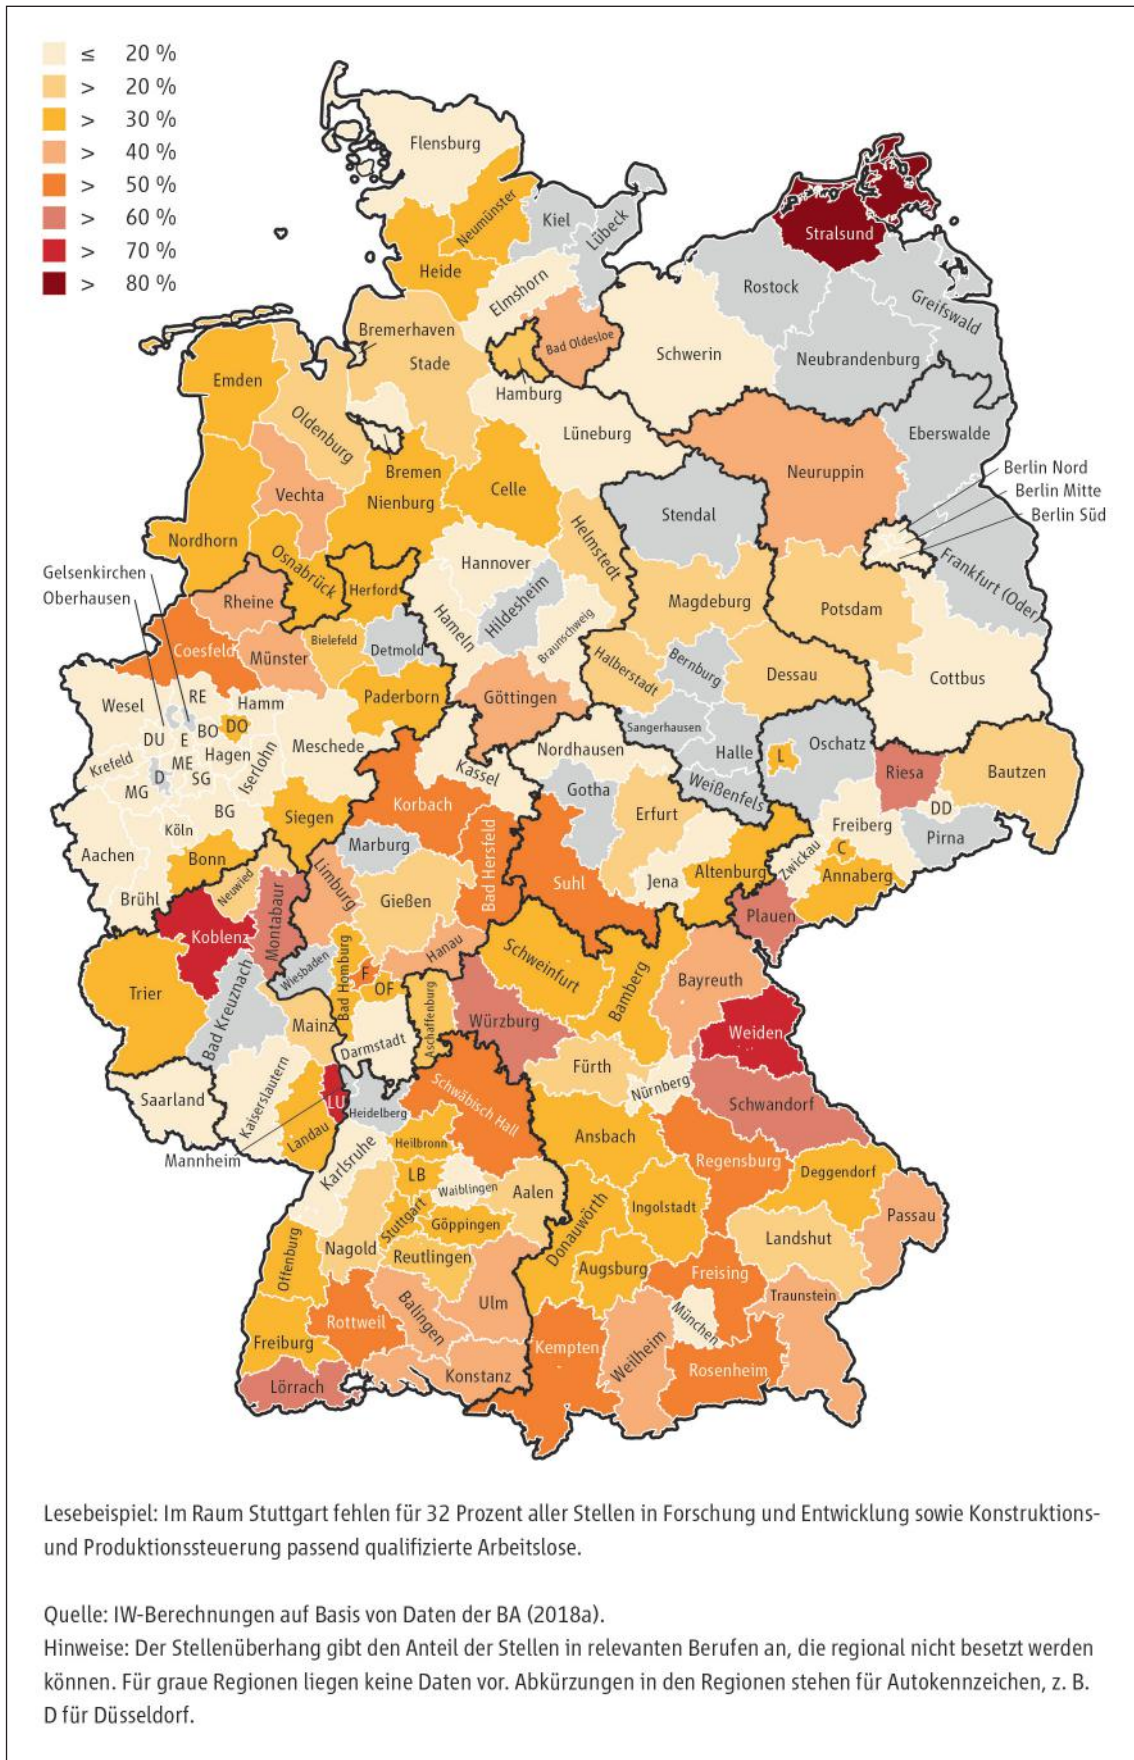 ≤ 20 %
> 20 %
> 30 %
> 40 %
> 50 %
> 60 %
> 70 %
> 80 %
Flensburg
Neumünster
Kiel
Lübeck
Stralsund
Heide
Elmshorn
Rostock
Greifswald
Bremerhaven
Bad Oldesloe
Schwerin
Neubrandenburg
Stade
Emden
Hamburg
Oldenburg
Lüneburg
Eberswalde
Bremen
Neuruppin
Berlin Nord
Berlin Mitte
Berlin Süd
Vechta
Nienburg
Celle
Stendal
Nordhorn
Osnabrück
Helmstedt
Hannover
Frankfurt (Oder)
Gelsenkirchen
Oberhausen
Rheine
Herford
Hildesheim
Magdeburg
Potsdam
Hameln
Braunschweig
Coesfeld
Münster
Bielefeld
Detmold
Halberstadt
Bernburg
Dessau
Cottbus
Wesel
RE
Hamm
Paderborn
Göttingen
DU
E
BO
DO
Sangerhausen
Halle
Oschatz
Krefeld
ME
Hagen
Iserlohn
Meschede
Nordhausen
L
Riesa
Bautzen
D
SG
MG
Kassel
Gotha
Weißenfels
DD
BG
Köln
Siegen
Korbach
Erfurt
Freiberg
Pirna
Aachen
Bonn
Marburg
Bad Hersfeld
Suhl
Jena
Altenburg
Zwickau
C
Annaberg
Brühl
Neuwied
Limburg
Gießen
Plauen
Koblenz
Montabaur
Hanau
Schweinfurt
Bamberg
Bayreuth
Trier
Bad Kreuznach
Wiesbaden
Bad Homburg
F
OF
Aschaffenburg
Würzburg
Weiden
Mainz
Darmstadt
Fürth
Nürnberg
Saarland
Kaiserslautern
LU
Heidelberg
Schwäbisch Hall
Schwandorf
Landau
Mannheim
Karlsruhe
Heilbronn
Ansbach
Regensburg
Deggendorf
LB
Waiblingen
Aalen
Stuttgart
Göppingen
Donauwörth
Ingolstadt
Passau
Offenburg
Nagold
Reutlingen
Augsburg
Landshut
Freising
Rottweil
Balingen
Ulm
Traunstein
München
Freiburg
Kempten
Weilheim
Rosenheim
Lörrach
Konstanz
Lesebeispiel: Im Raum Stuttgart fehlen für 32 Prozent aller Stellen in Forschung und Entwicklung sowie Konstruktions-
und Produktionssteuerung passend qualifizierte Arbeitslose.
Quelle: IW-Berechnungen auf Basis von Daten der BA (2018a).
Hinweise: Der Stellenüberhang gibt den Anteil der Stellen in relevanten Berufen an, die regional nicht besetzt werden
können. Für graue Regionen liegen keine Daten vor. Abkürzungen in den Regionen stehen für Autokennzeichen, z. B.
D für Düsseldorf.